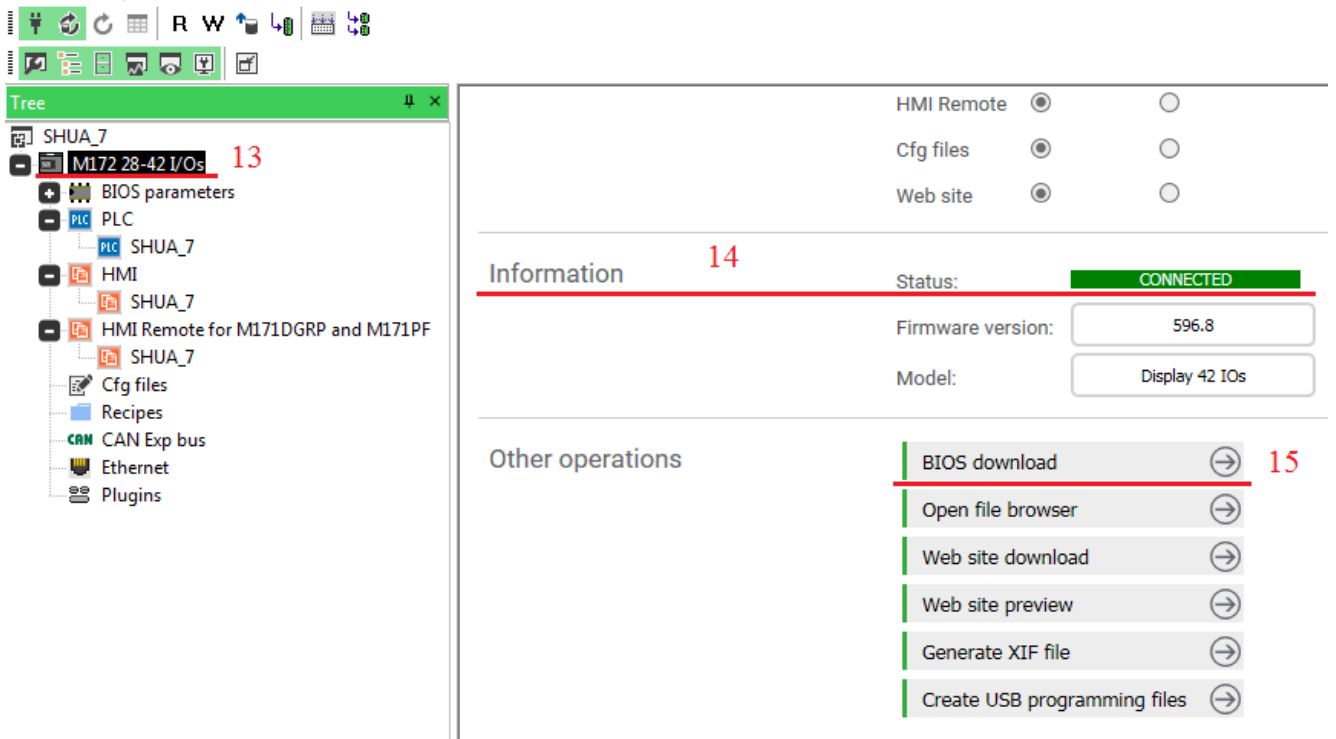 R W
Tree
SHUA_7
M172 28-42 I/Os 13
BIOS parameters
PLC PLC
PLC SHUA_7
HMI
SHUA_7
HMI Remote for M171DGRP and M171PF
SHUA_7
Cfg files
Recipes
CAN CAN Exp bus
Ethernet
Plugins
HMI Remote
Cfg files
Web site
Information 14
Status: CONNECTED
Firmware version: 596.8
Model: Display 42 IOs
Other operations
BIOS download 15
Open file browser
Web site download
Web site preview
Generate XIF file
Create USB programming files